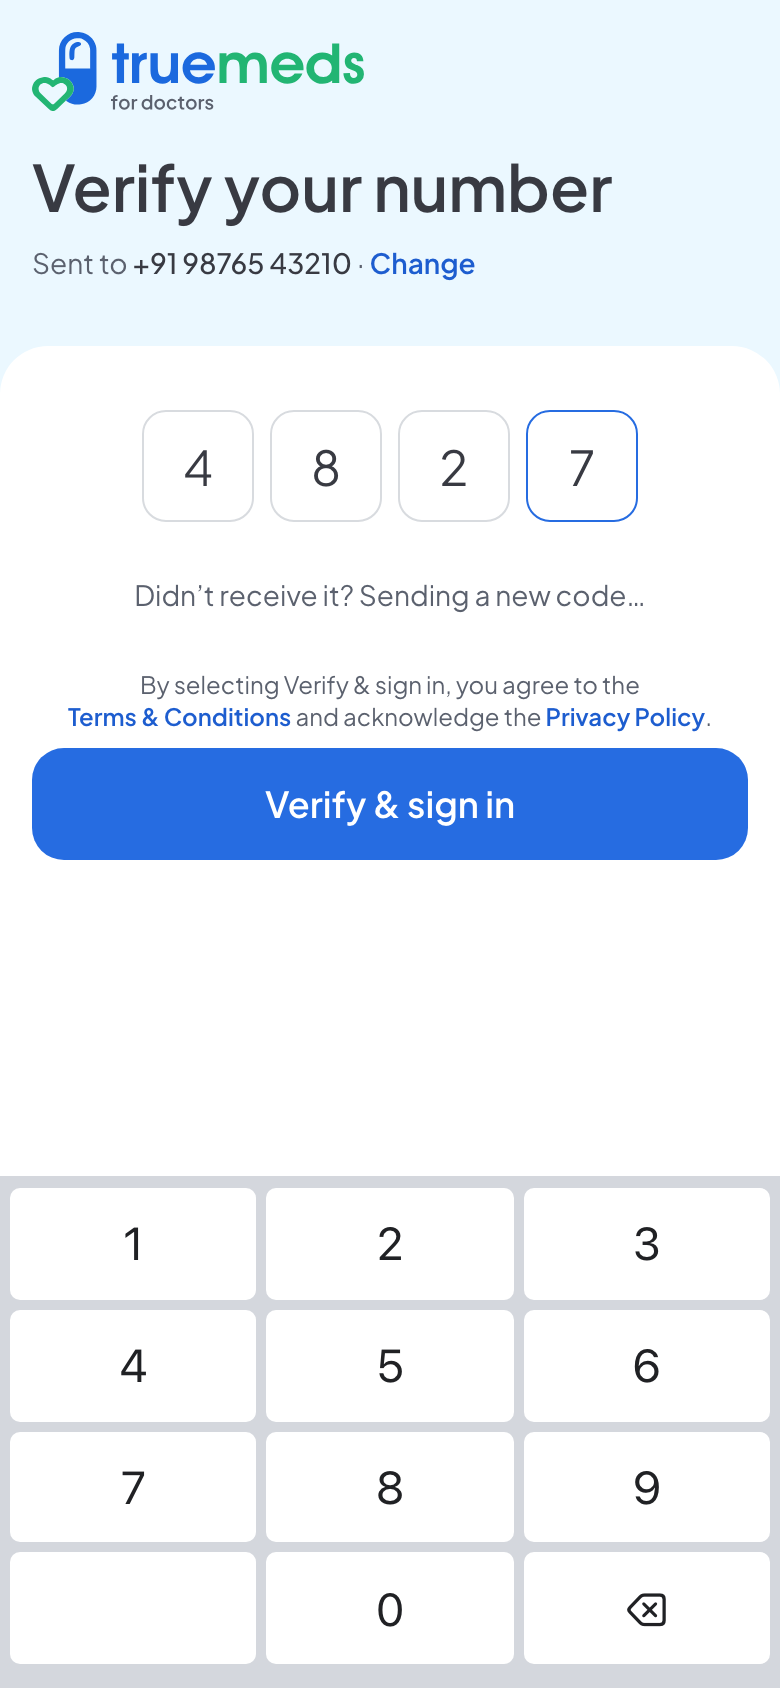 truemeds
for doctors
Verify your number
Sent to +91 98765 43210 · Change
4 8 2 7
Didn’t receive it? Sending a new code…
By selecting Verify & sign in, you agree to the
Terms & Conditions and acknowledge the Privacy Policy.
Verify & sign in
1 2 3
4 5 6
7 8 9
0